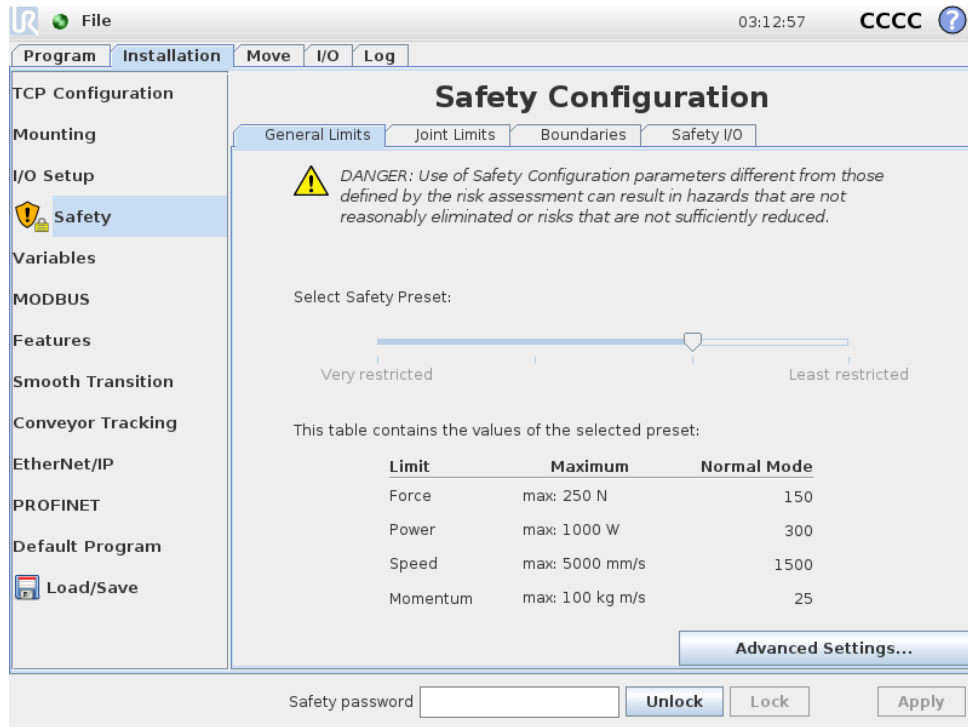 UR File 03:12:57 CCCC ?
Program Installation Move I/O Log
TCP Configuration
Mounting
I/O Setup
Safety
Variables
MODBUS
Features
Smooth Transition
Conveyor Tracking
EtherNet/IP
PROFINET
Default Program
Load/Save
Safety Configuration
General Limits Joint Limits Boundaries Safety I/O
DANGER: Use of Safety Configuration parameters different from those
defined by the risk assessment can result in hazards that are not
reasonably eliminated or risks that are not sufficiently reduced.
Select Safety Preset:
Very restricted Least restricted
This table contains the values of the selected preset:
Limit Maximum Normal Mode
Force max: 250 N 150
Power max: 1000 W 300
Speed max: 5000 mm/s 1500
Momentum max: 100 kg m/s 25
Advanced Settings...
Safety password Unlock Lock Apply